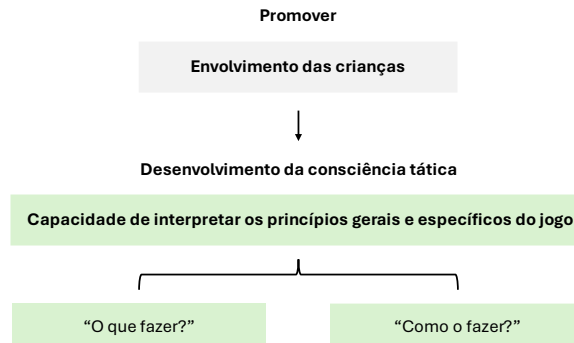 Promover
Envolvimento das crianças
Desenvolvimento da consciência tática
Capacidade de interpretar os princípios gerais e específicos do jogo
“O que fazer?”
“Como o fazer?”